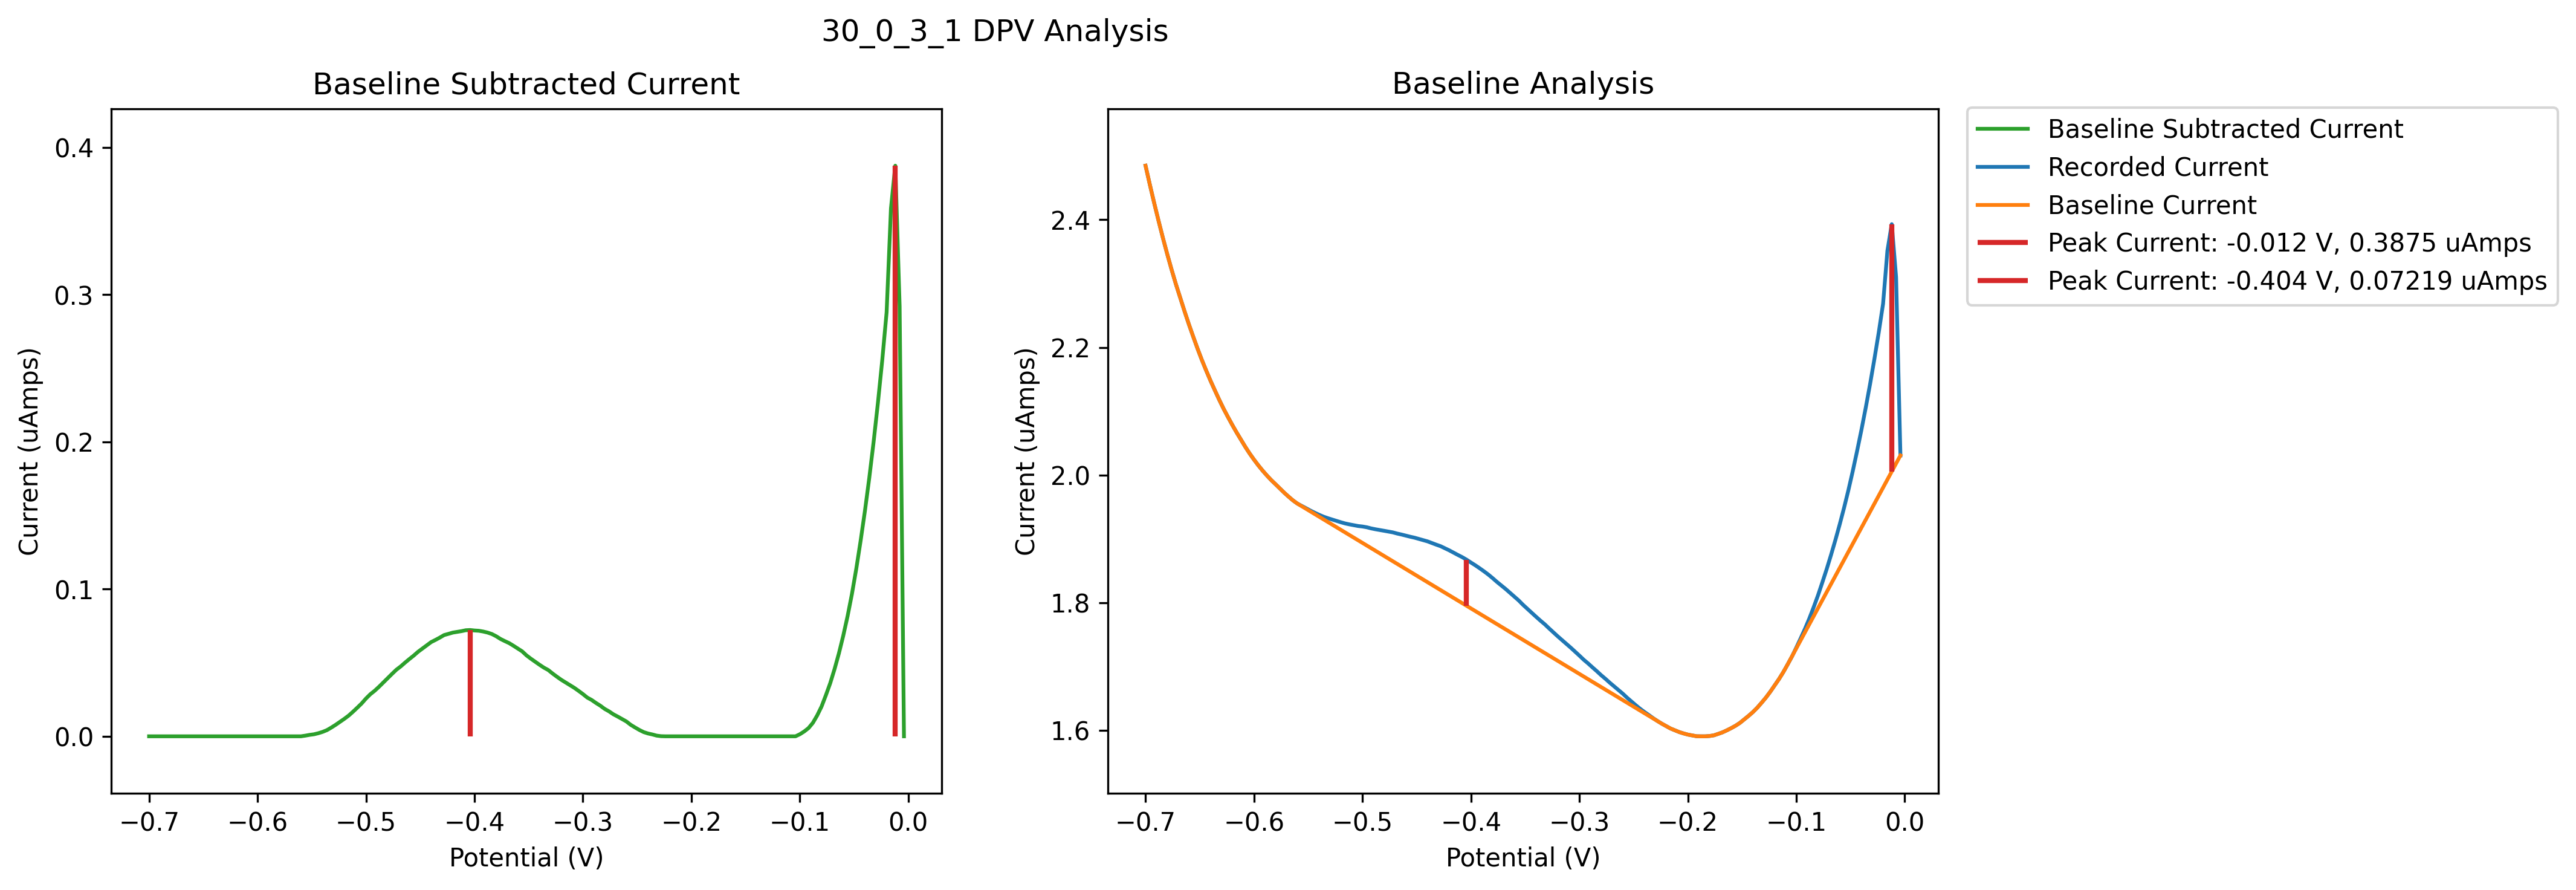 30_0_3_1 DPV Analysis
Baseline Subtracted Current
Current (uAmps)
0.4
0.3
0.2
0.1
0.0
−0.7 −0.6 −0.5 −0.4 −0.3 −0.2 −0.1 0.0
Potential (V)
Baseline Analysis
Current (uAmps)
2.4
2.2
2.0
1.8
1.6
−0.7 −0.6 −0.5 −0.4 −0.3 −0.2 −0.1 0.0
Potential (V)
Baseline Subtracted Current
Recorded Current
Baseline Current
Peak Current: -0.012 V, 0.3875 uAmps
Peak Current: -0.404 V, 0.07219 uAmps